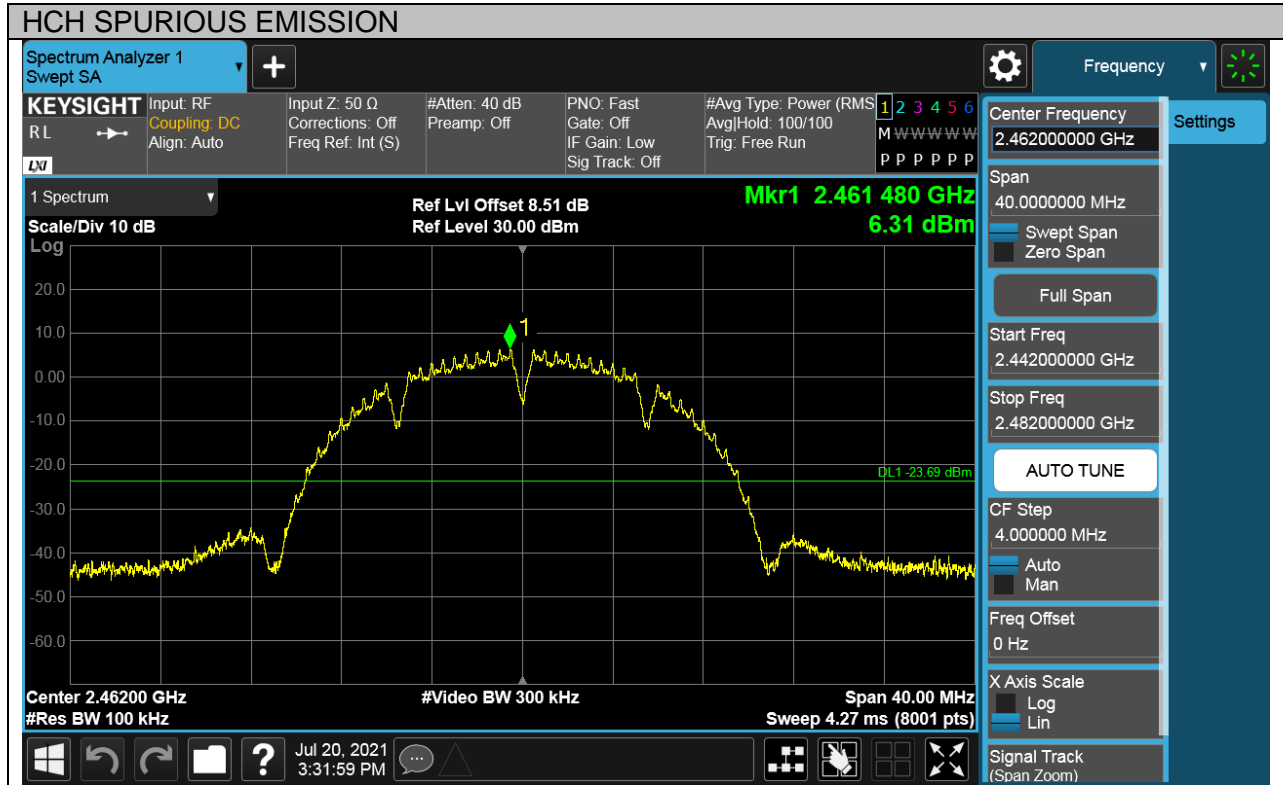 HCH SPURIOUS EMISSION
Spectrum Analyzer 1
Swept SA
Frequency
KEYSIGHT
RL
LXI
Input: RF
Coupling: DC
Align: Auto
Input Z: 50 Ω
Corrections: Off
Freq Ref: Int (S)
#Atten: 40 dB
Preamp: Off
PNO: Fast
Gate: Off
IF Gain: Low
Sig Track: Off
#Avg Type: Power (RMS
Avg|Hold: 100/100
Trig: Free Run
1 2 3 4 5 6
M W W W W W
P P P P P P
1 Spectrum
Scale/Div 10 dB
Log
Ref Lvl Offset 8.51 dB
Ref Level 30.00 dBm
Mkr1 2.461 480 GHz
6.31 dBm
20.0
10.0
0.00
-10.0
-20.0
-30.0
-40.0
-50.0
-60.0
1
DL1 -23.69 dBm
Center 2.46200 GHz
#Res BW 100 kHz
#Video BW 300 kHz
Span 40.00 MHz
Sweep 4.27 ms (8001 pts)
Center Frequency
2.462000000 GHz
Settings
Span
40.0000000 MHz
Swept Span
Zero Span
Full Span
Start Freq
2.442000000 GHz
Stop Freq
2.482000000 GHz
AUTO TUNE
CF Step
4.000000 MHz
Auto
Man
Freq Offset
0 Hz
X Axis Scale
Log
Lin
Signal Track
(Span Zoom)
?
Jul 20, 2021
3:31:59 PM